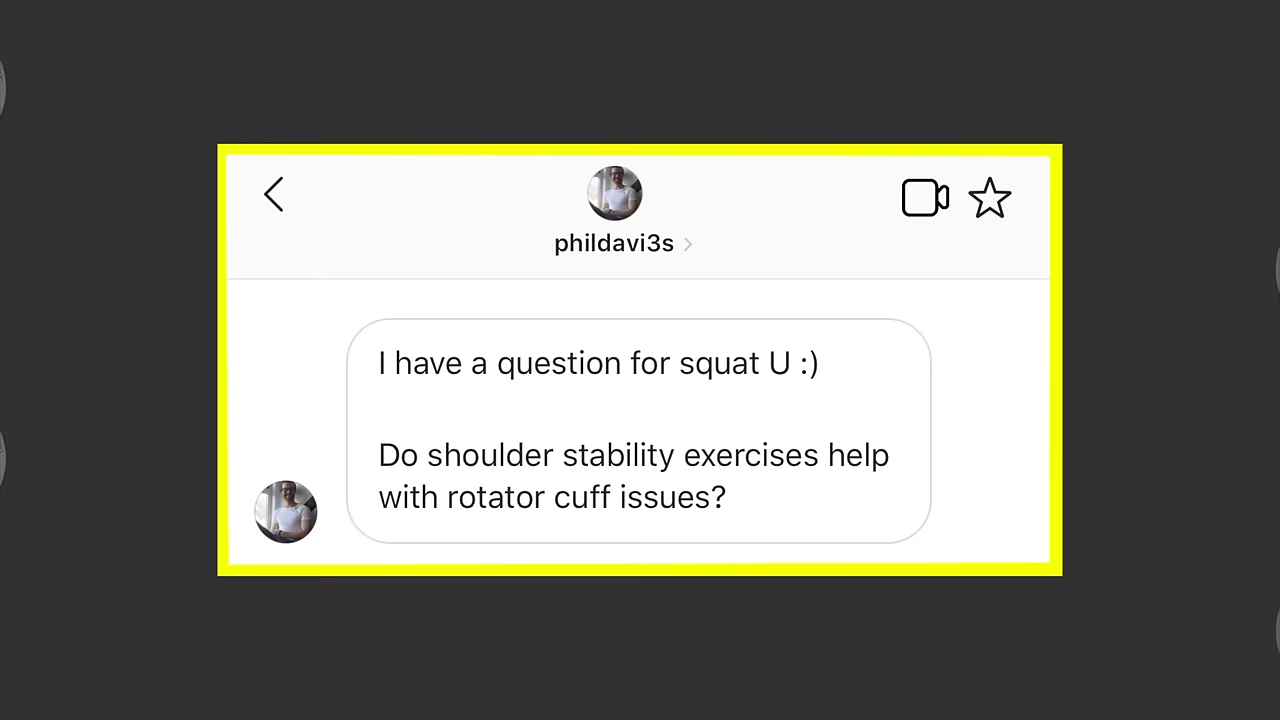 phildavi3s
I have a question for squat U :)
Do shoulder stability exercises help
with rotator cuff issues?